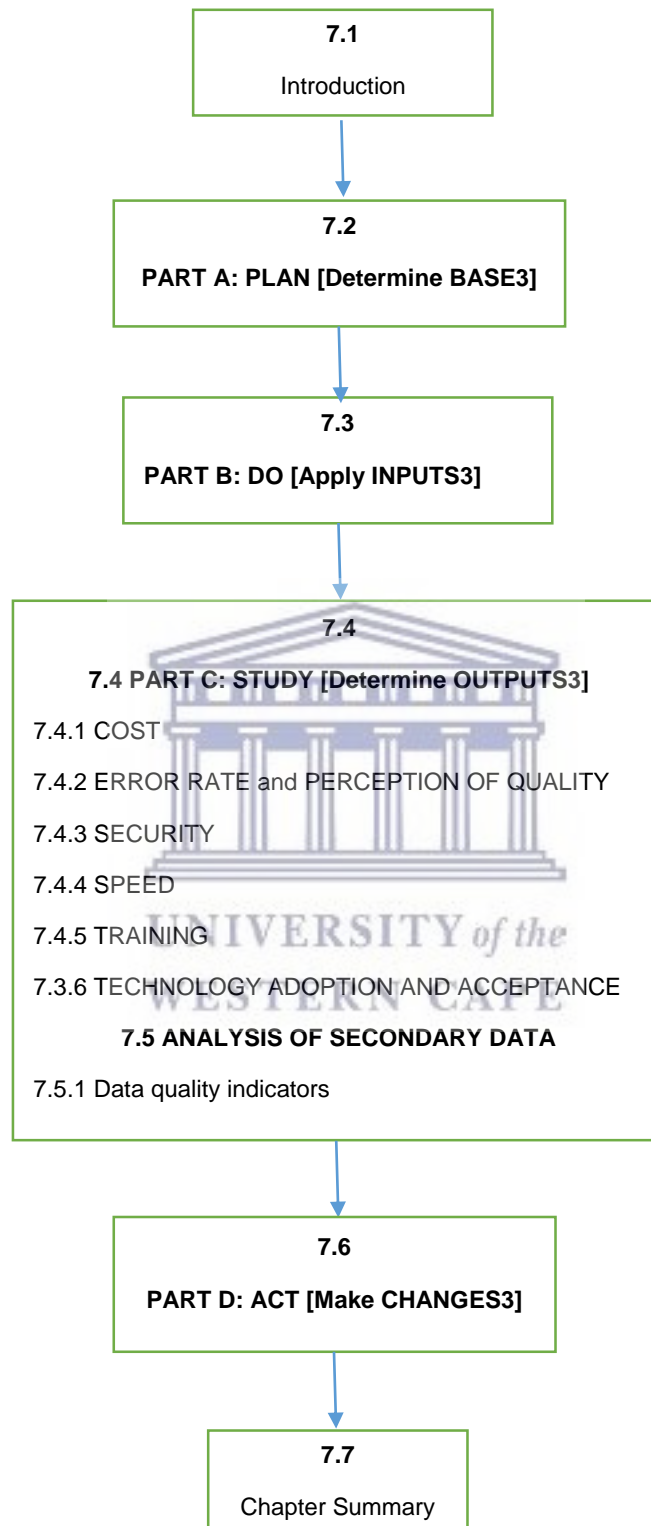 7.1
Introduction
7.2
PART A: PLAN [Determine BASE3]
7.3
PART B: DO [Apply INPUTS3]
7.4
7.4 PART C: STUDY [Determine OUTPUTS3]
7.4.1 COST
7.4.2 ERROR RATE and PERCEPTION OF QUALITY
7.4.3 SECURITY
7.4.4 SPEED
7.4.5 TRAINING
UNIVERSITY of the
7.3.6 TECHNOLOGY ADOPTION AND ACCEPTANCE
WESTERN CAPE
7.5 ANALYSIS OF SECONDARY DATA
7.5.1 Data quality indicators
7.6
PART D: ACT [Make CHANGES3]
7.7
Chapter Summary